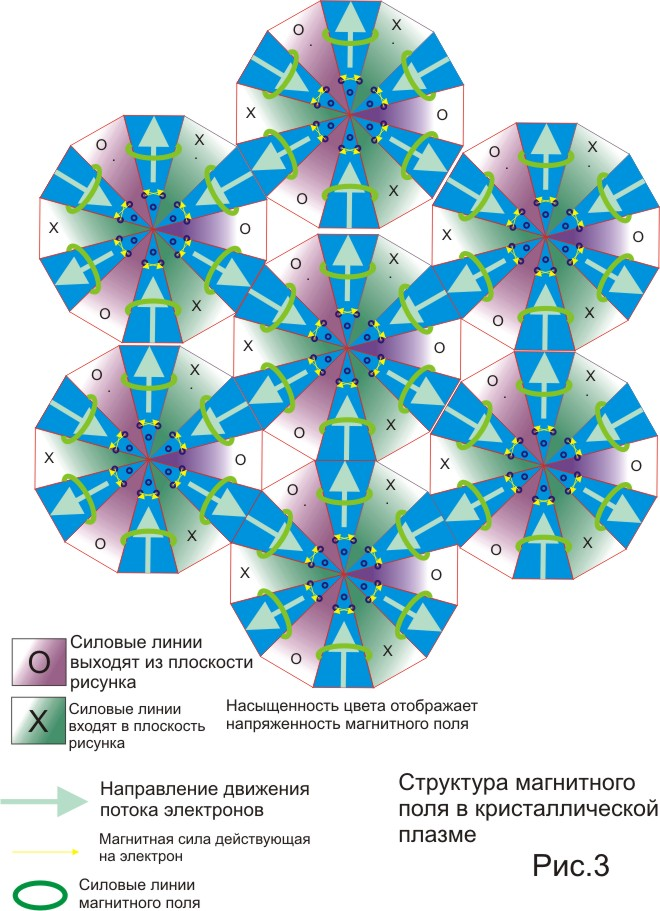 O
X
X
O
O
X
O
X
X
O
O
X
O
X
X
O
O
X
O
X
X
O
O
X
O
X
X
O
O
X
O
X
X
O
O
X
O
X
X
O
O
X
O
Силовые линии
выходят из плоскости
рисунка
X
Силовые линии
входят в плоскость
рисунка
Насыщенность цвета отображает
напряженность магнитного поля
Направление движения
потока электронов
Магнитная сила действующая
на электрон
Силовые линии
магнитного поля
Структура магнитного
поля в кристаллической
плазме
Рис.3